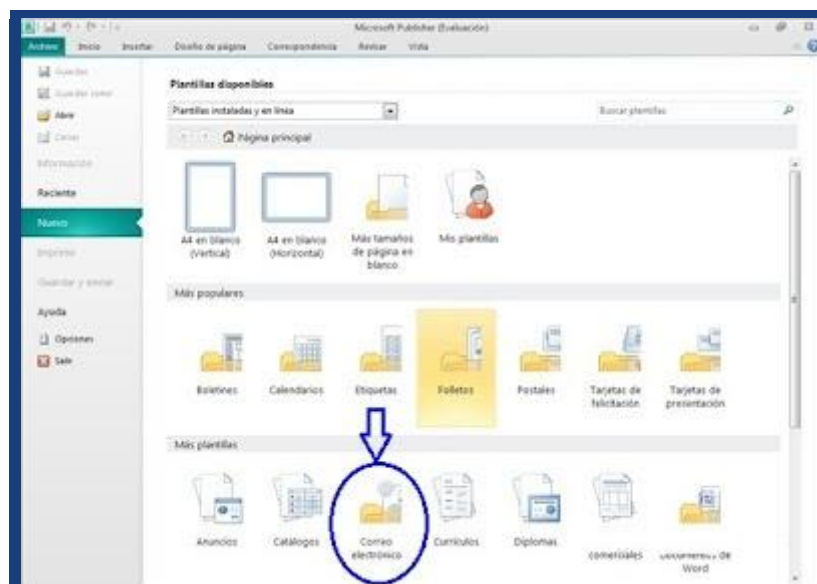 Microsoft Publisher (Evaluación)
Archivo Inicio Insertar Diseño de página Correspondencia Revisar Vista
Guardar
Guardar como
Abrir
Cerrar
Información
Reciente
Nuevo
Imprimir
Guardar y enviar
Ayuda
Opciones
Salir
Plantillas disponibles
Plantillas instaladas y en línea
Buscar plantillas
Página principal
A4 en blanco
(Vertical)
A4 en blanco
(Horizontal)
Más tamaños
de página en
blanco
Mis plantillas
Más populares
Boletines
Calendarios
Etiquetas
Folletos
Postales
Tarjetas de
felicitación
Tarjetas de
presentación
Más plantillas
Anuncios
Catálogos
Correo
electrónico
Currículos
Diplomas
comerciales
Documentos de
Word